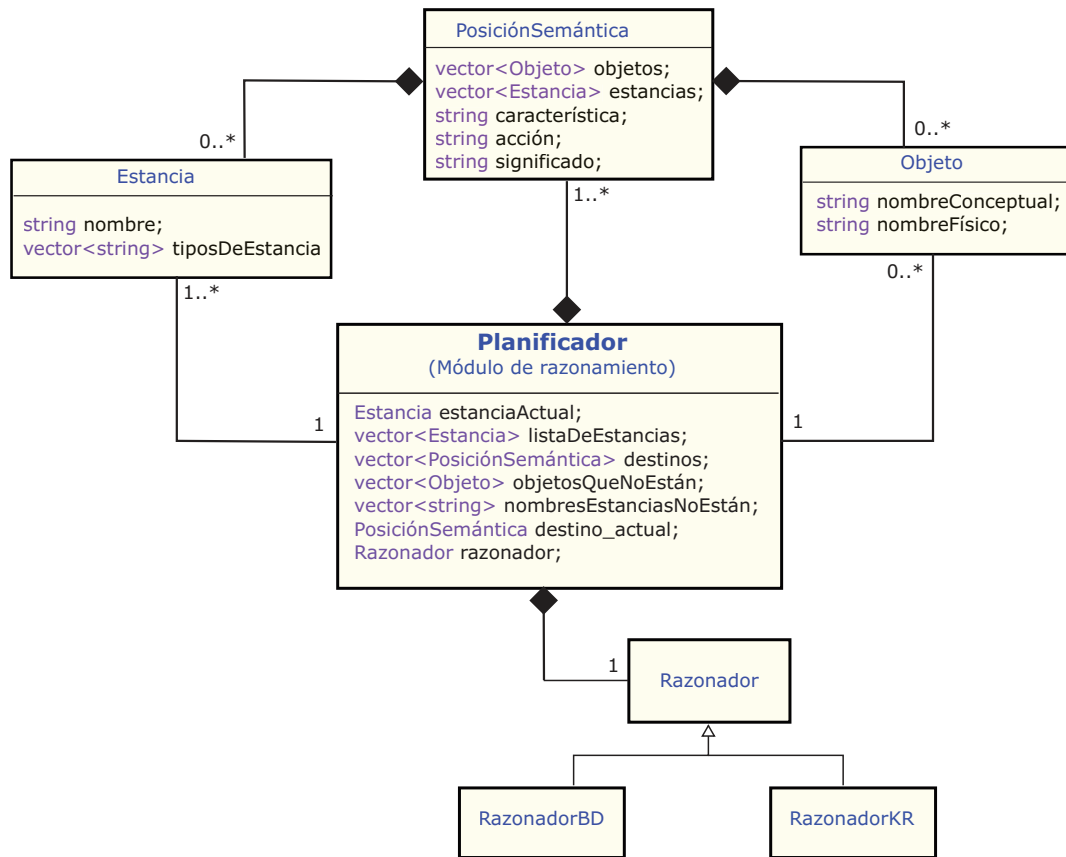 PosiciónSemántica
vector<Objeto> objetos;
vector<Estancia> estancias;
string característica;
string acción;
string significado;
0..*
0..*
Estancia
string nombre;
vector<string> tiposDeEstancia
Objeto
string nombreConceptual;
string nombreFísico;
1..*
1..*
0..*
Planificador
(Módulo de razonamiento)
Estancia estanciaActual;
vector<Estancia> listaDeEstancias;
vector<PosiciónSemántica> destinos;
vector<Objeto> objetosQueNoEstán;
vector<string> nombresEstanciasNoEstán;
PosiciónSemántica destino_actual;
Razonador razonador;
1
1
1
Razonador
RazonadorBD
RazonadorKR